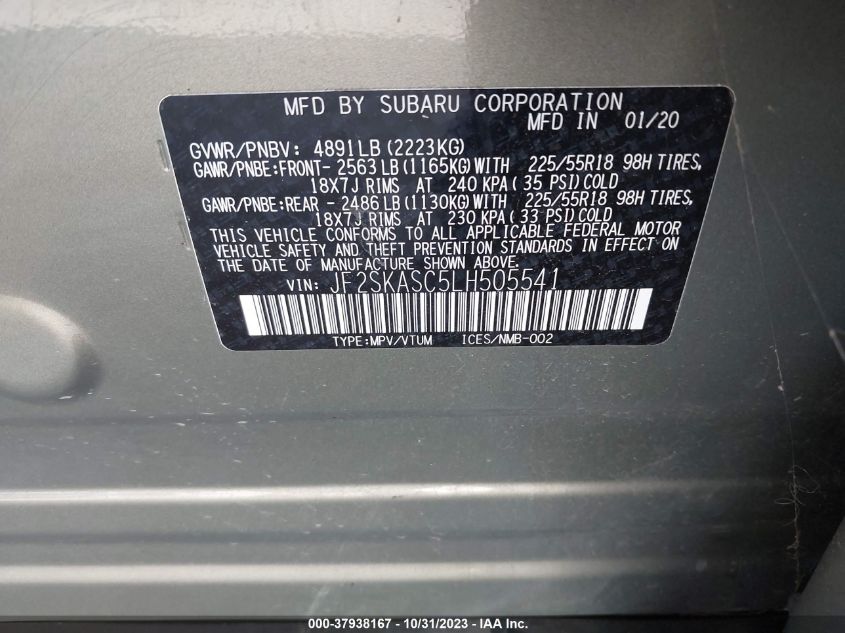 MFD BY SUBARU CORPORATION
MFD IN 01/20
GVWR/PNBV: 4891LB (2223KG)
GAWR/PNBE:FRONT- 2563LB (1165KG) WITH 225/55R18 98H TIRES,
18X7J RIMS AT 240 KPA( 35 PSI) COLD
GAWR/PNBE:REAR - 2486LB (1130KG) WITH 225/55R18 98H TIRES,
18X7J RIMS AT 230 KPA( 33 PSI) COLD
THIS VEHICLE CONFORMS TO ALL APPLICABLE FEDERAL MOTOR
VEHICLE SAFETY AND THEFT PREVENTION STANDARDS IN EFFECT ON
THE DATE OF MANUFACTURE SHOWN ABOVE.
VIN: JF2SKASC5LH505541
TYPE:MPV/VTUM ICES/NMB-002
000-37938167 - 10/31/2023 - IAA Inc.